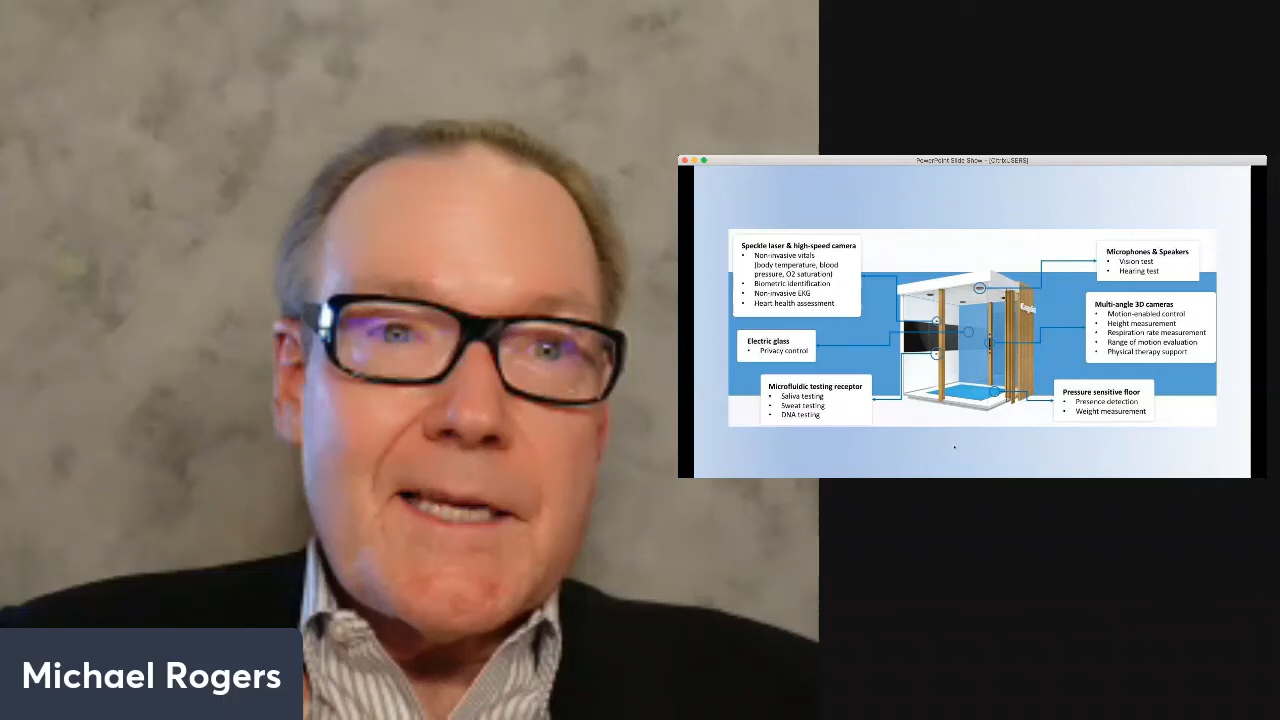 PowerPoint Slide Show - [CitrixUSERS]
Speckle laser & high-speed camera
• Non-invasive vitals
(body temperature, blood
pressure, O2 saturation)
• Biometric identification
• Non-invasive EKG
• Heart health assessment
Electric glass
• Privacy control
Microfluidic testing receptor
• Saliva testing
• Sweat testing
• DNA testing
Microphones & Speakers
• Vision test
• Hearing test
Multi-angle 3D cameras
• Motion-enabled control
• Height measurement
• Respiration rate measurement
• Range of motion evaluation
• Physical therapy support
Pressure sensitive floor
• Presence detection
• Weight measurement
Michael Rogers